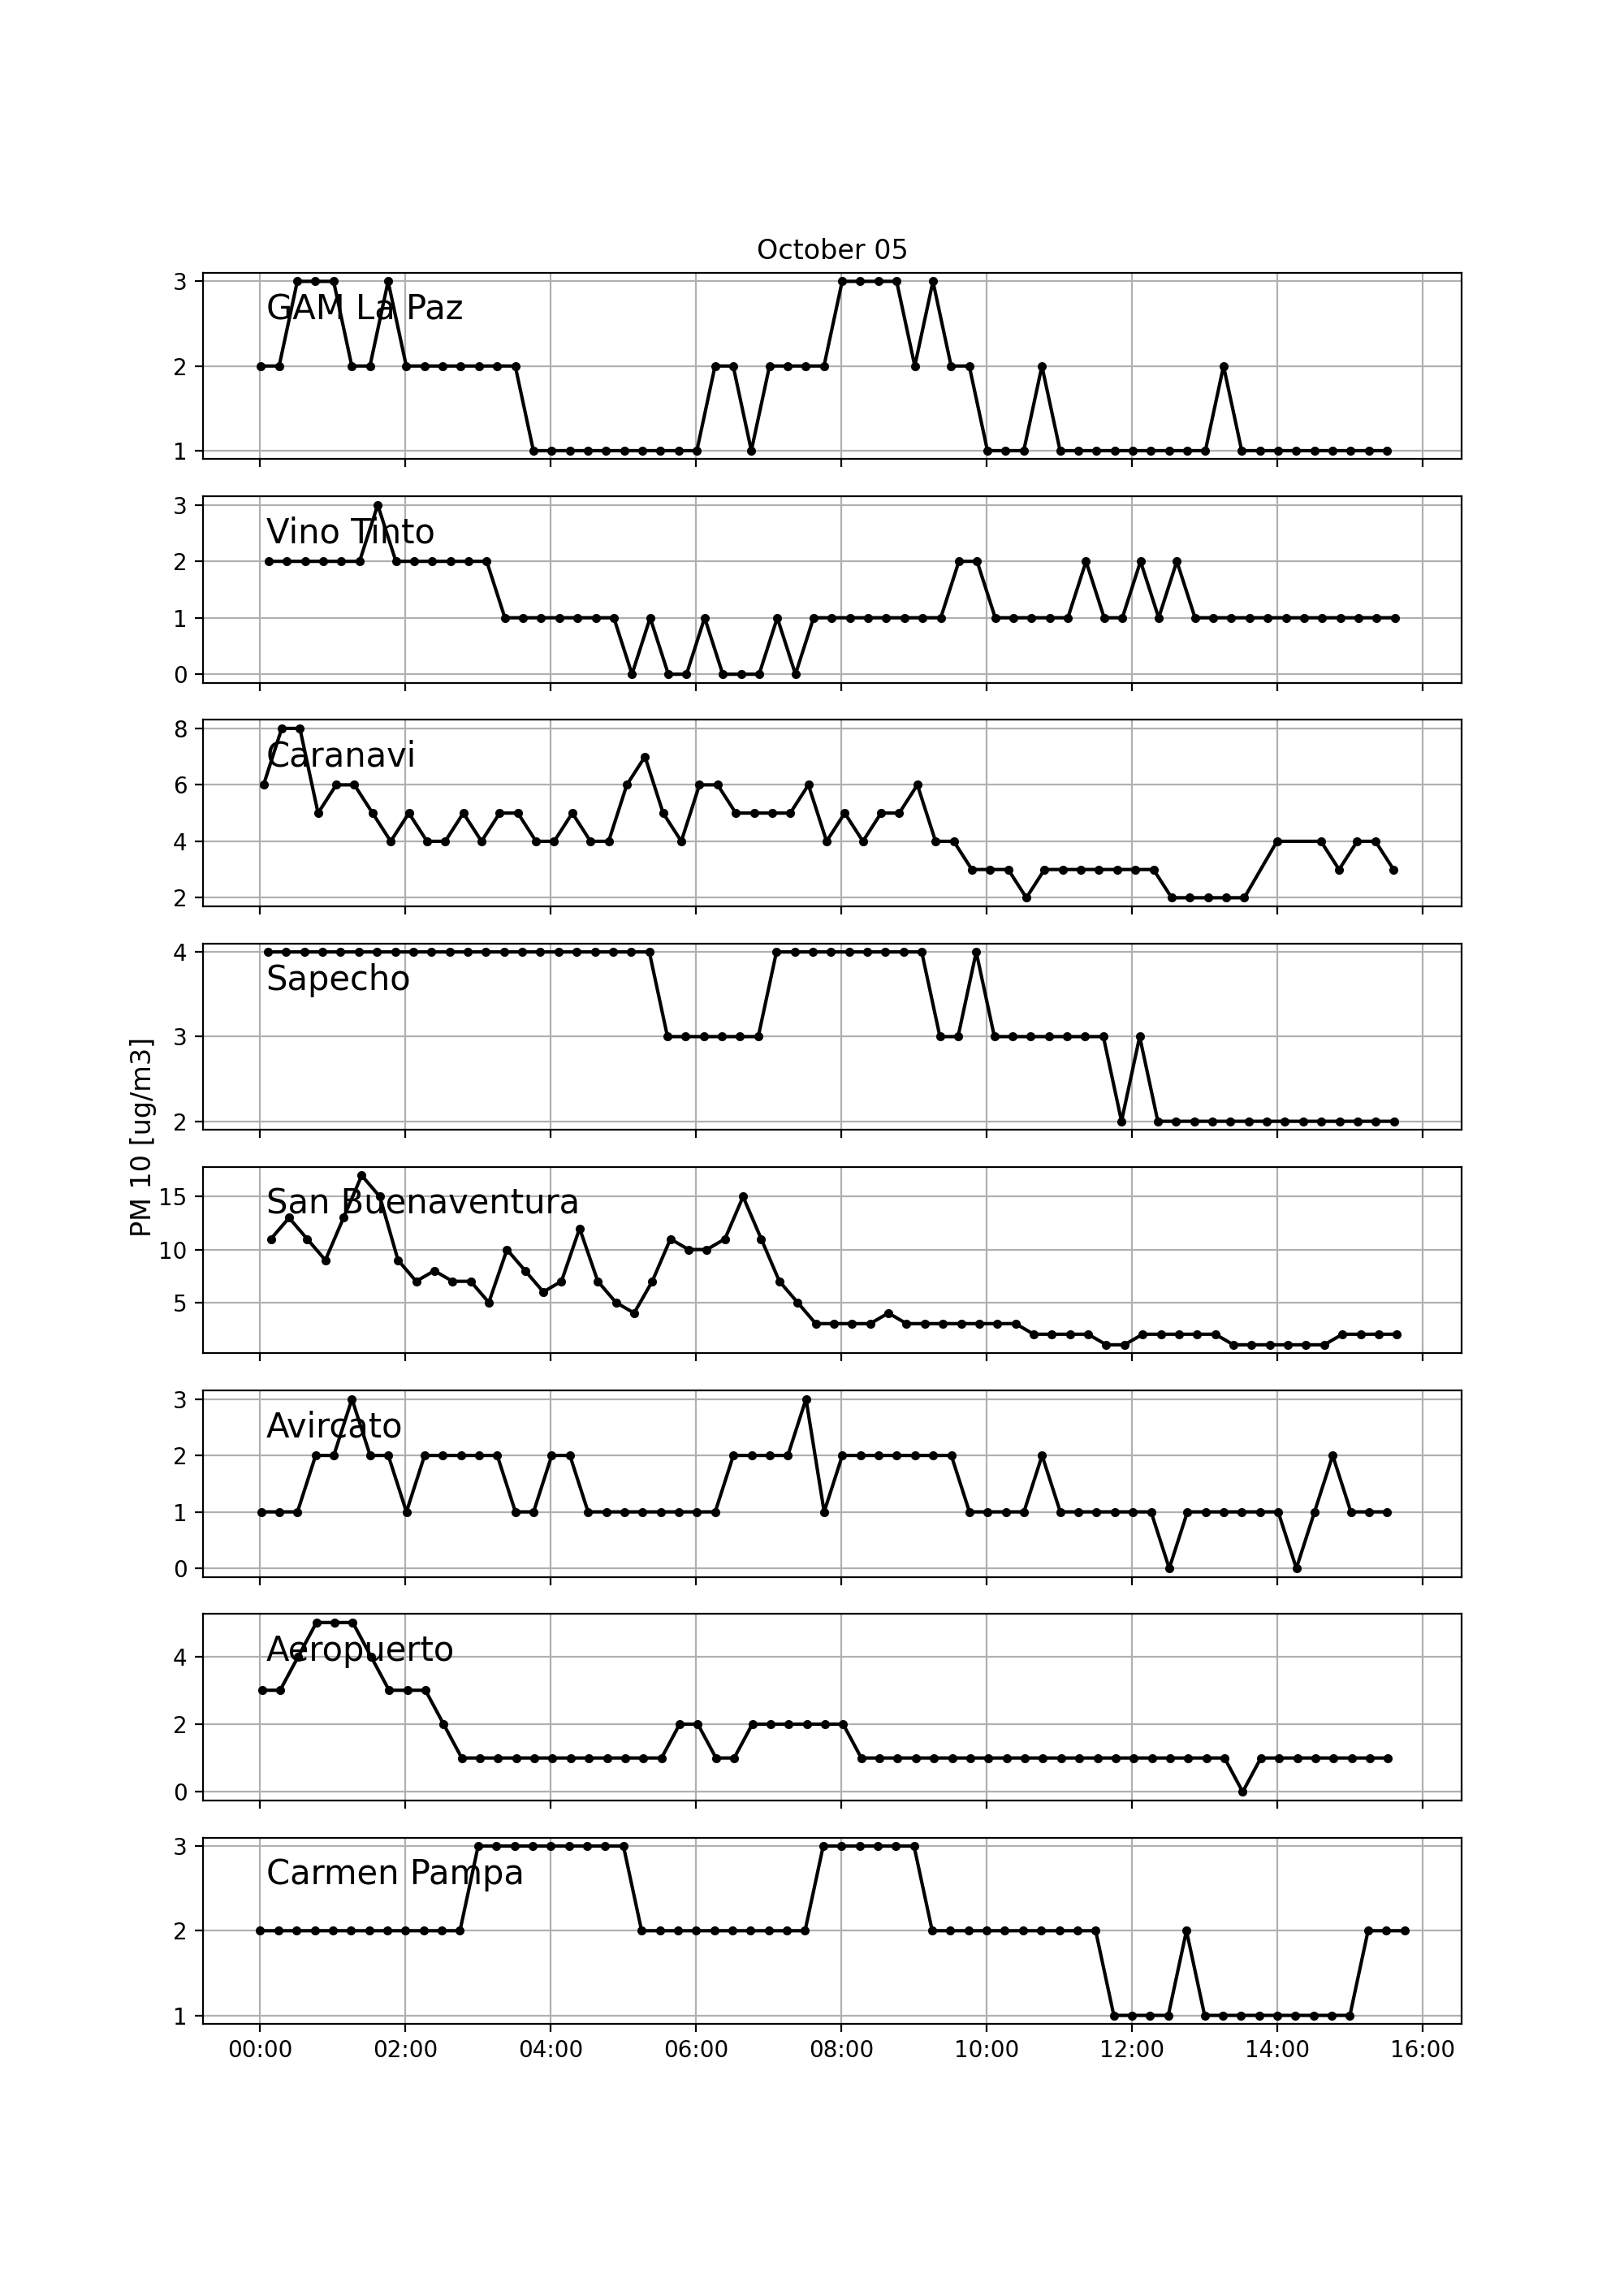 October 05
3
GAM La Paz
2
1
3
Vino Tinto
2
1
0
8
Caranavi
6
4
2
4
Sapecho
3
2
PM 10 [ug/m3]
15
San Buenaventura
10
5
3
Avircato
2
1
0
Aeropuerto
4
2
0
3
Carmen Pampa
2
1
00:00 02:00 04:00 06:00 08:00 10:00 12:00 14:00 16:00